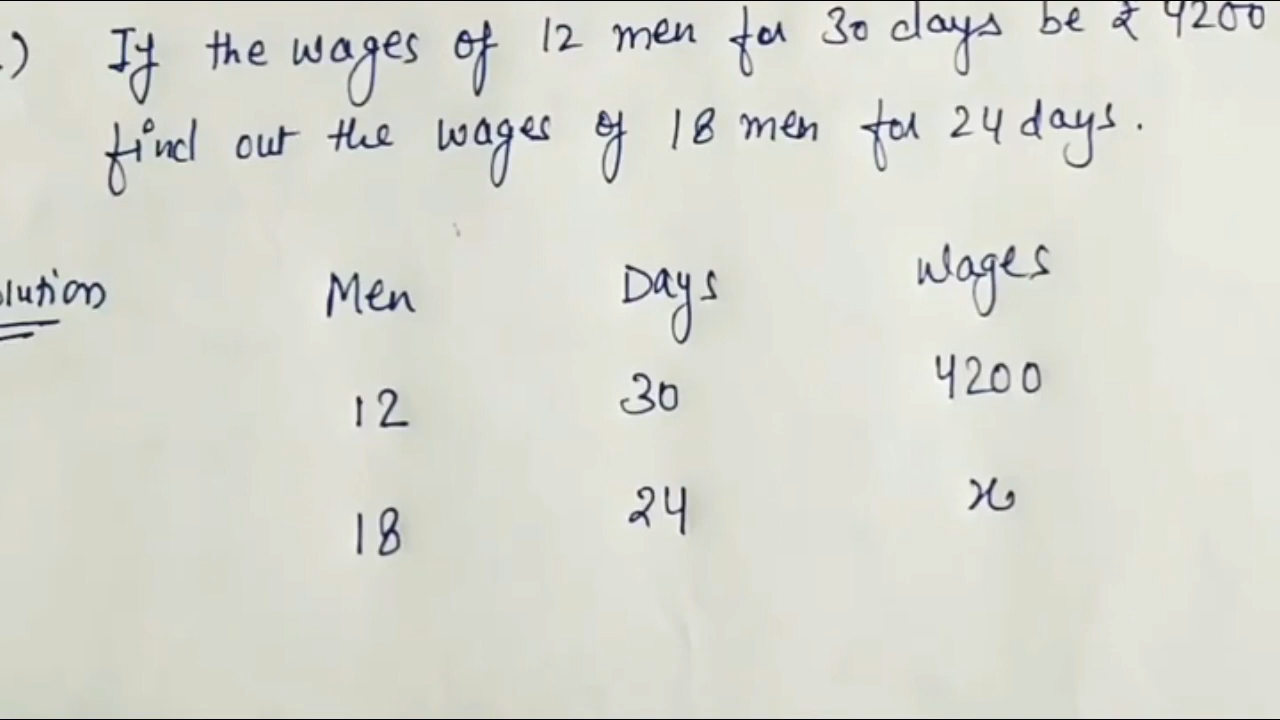 .) If the wages of 12 men for 30 days be ₹ 4200
find out the wages of 18 men for 24 days.
lution Men Days Wages
12 30 4200
18 24 x